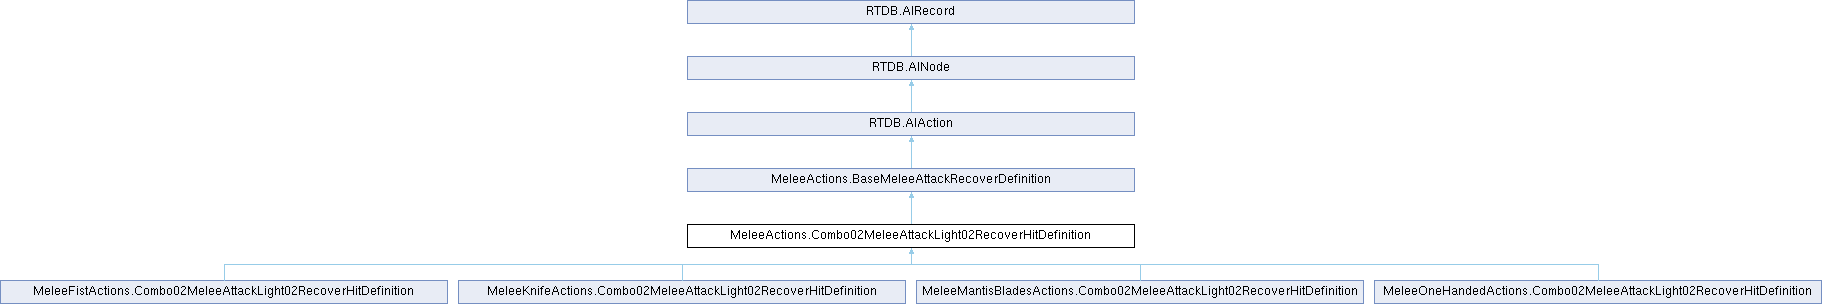 RTDB.AIRecord
RTDB.AINode
RTDB.AIAction
MeleeActions.BaseMeleeAttackRecoverDefinition
MeleeActions.Combo02MeleeAttackLight02RecoverHitDefinition
MeleeFistActions.Combo02MeleeAttackLight02RecoverHitDefinition
MeleeKnifeActions.Combo02MeleeAttackLight02RecoverHitDefinition
MeleeMantisBladesActions.Combo02MeleeAttackLight02RecoverHitDefinition
MeleeOneHandedActions.Combo02MeleeAttackLight02RecoverHitDefinition